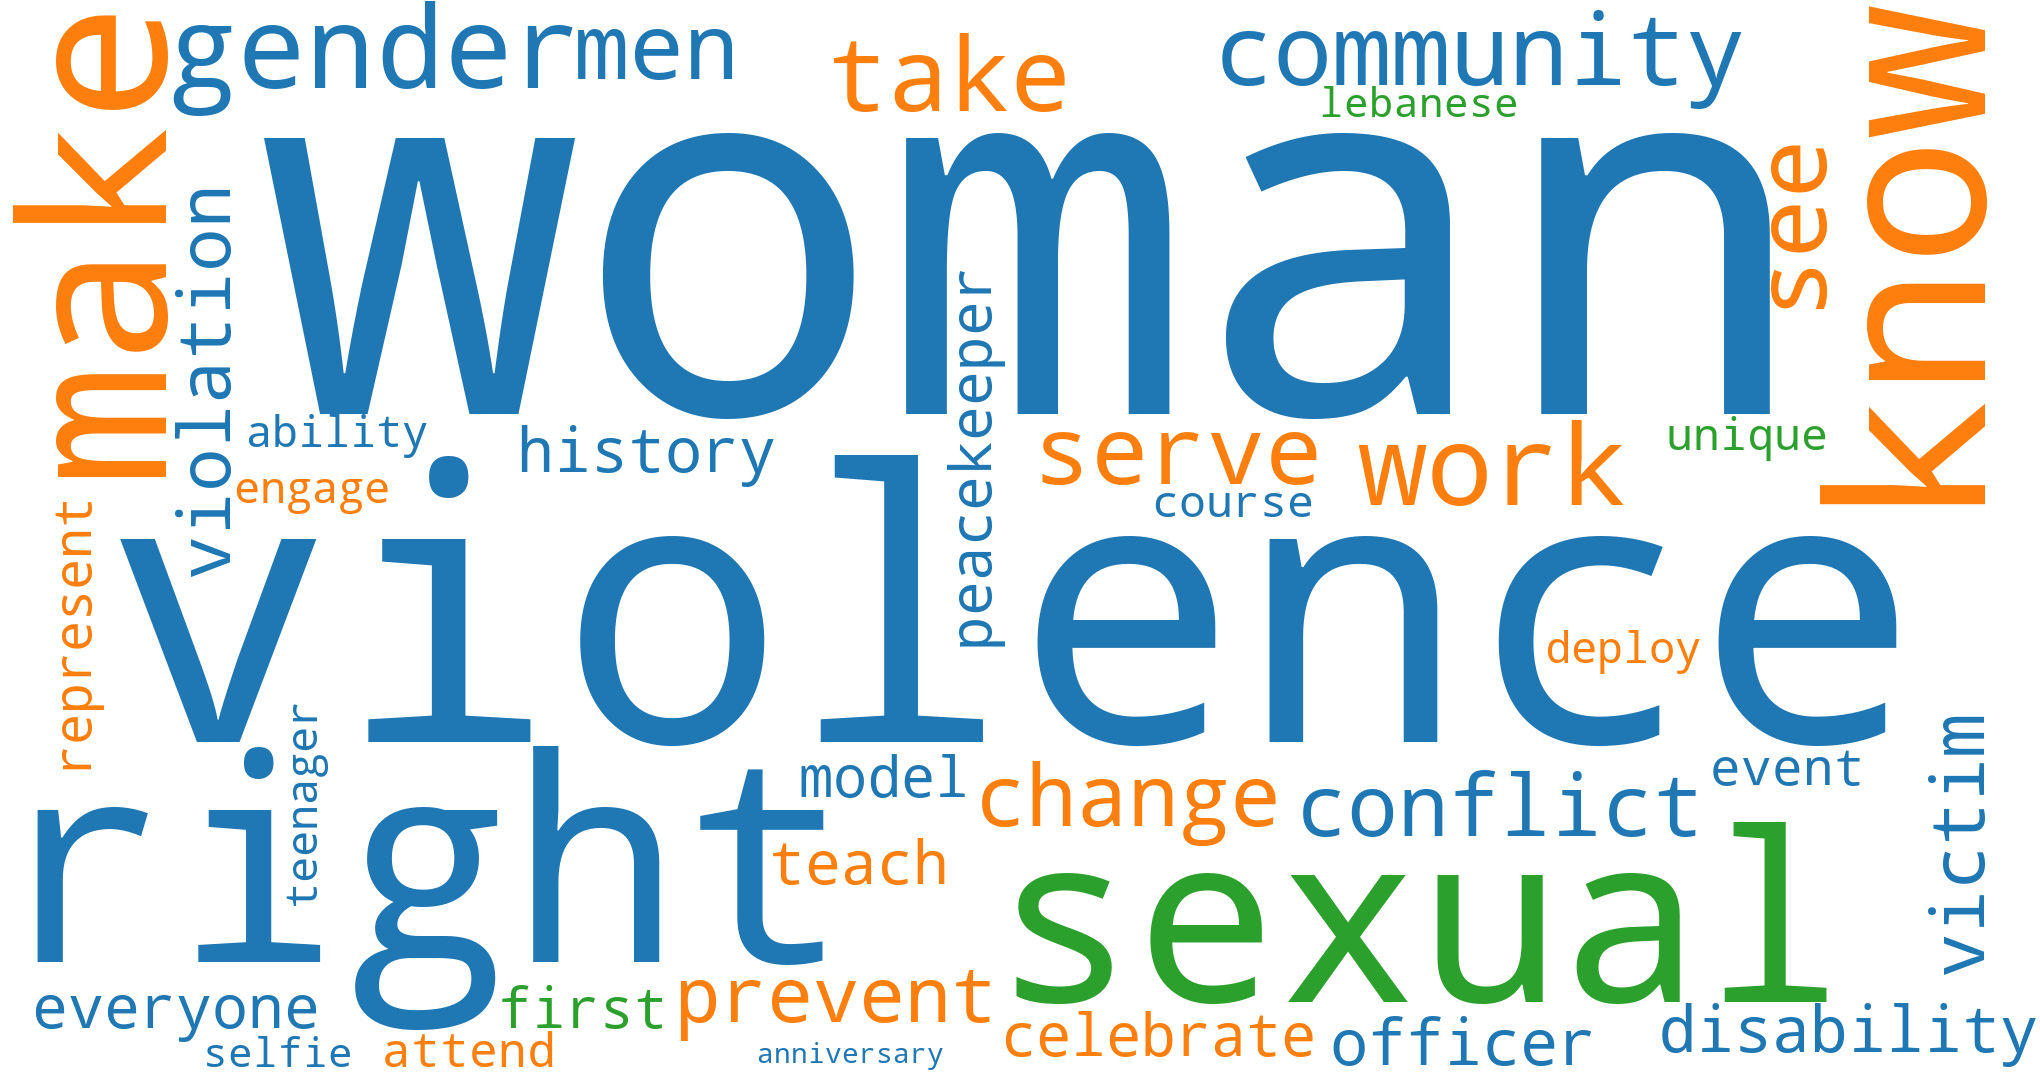 make
gender
men
take
community
lebanese
know
woman
see
violation
peacekeeper
ability
history
serve
work
unique
engage
course
represent
violence
deploy
teenager
right
model
change
conflict
event
victim
teach
sexual
everyone
first
prevent
celebrate
officer
disability
selfie
attend
anniversary